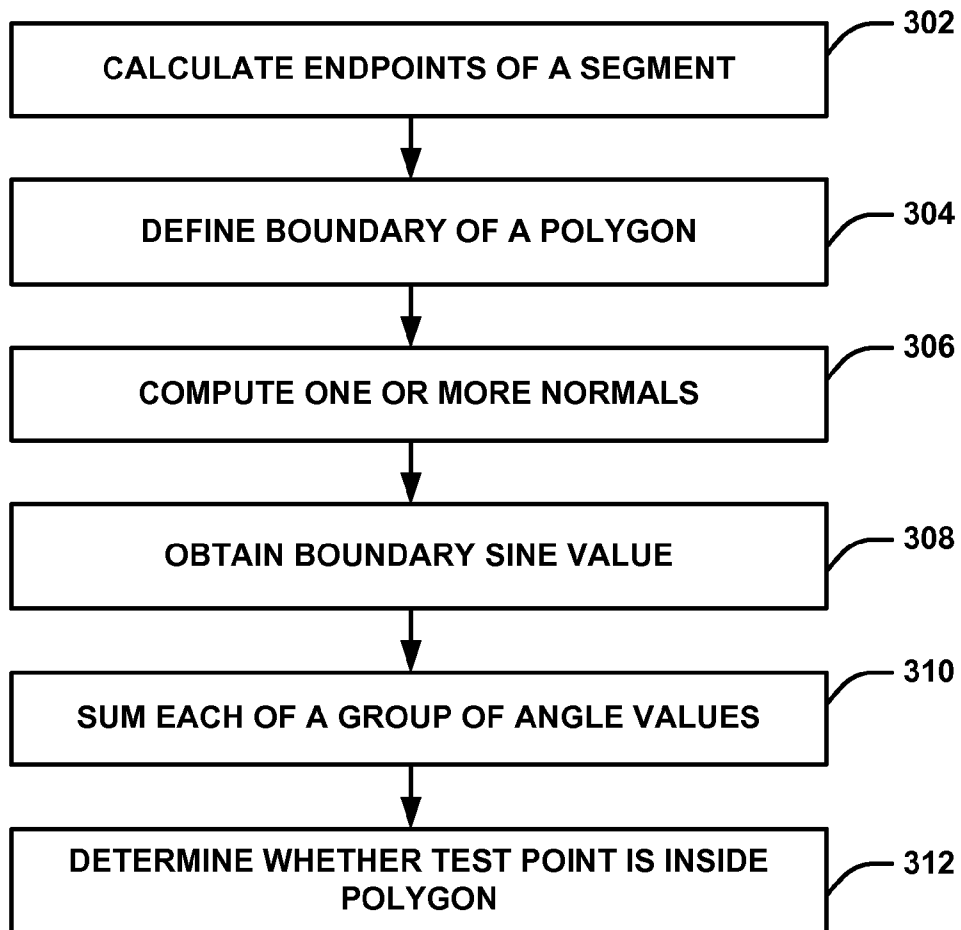 302
CALCULATE ENDPOINTS OF A SEGMENT
304
DEFINE BOUNDARY OF A POLYGON
306
COMPUTE ONE OR MORE NORMALS
308
OBTAIN BOUNDARY SINE VALUE
310
SUM EACH OF A GROUP OF ANGLE VALUES
312
DETERMINE WHETHER TEST POINT IS INSIDE
POLYGON